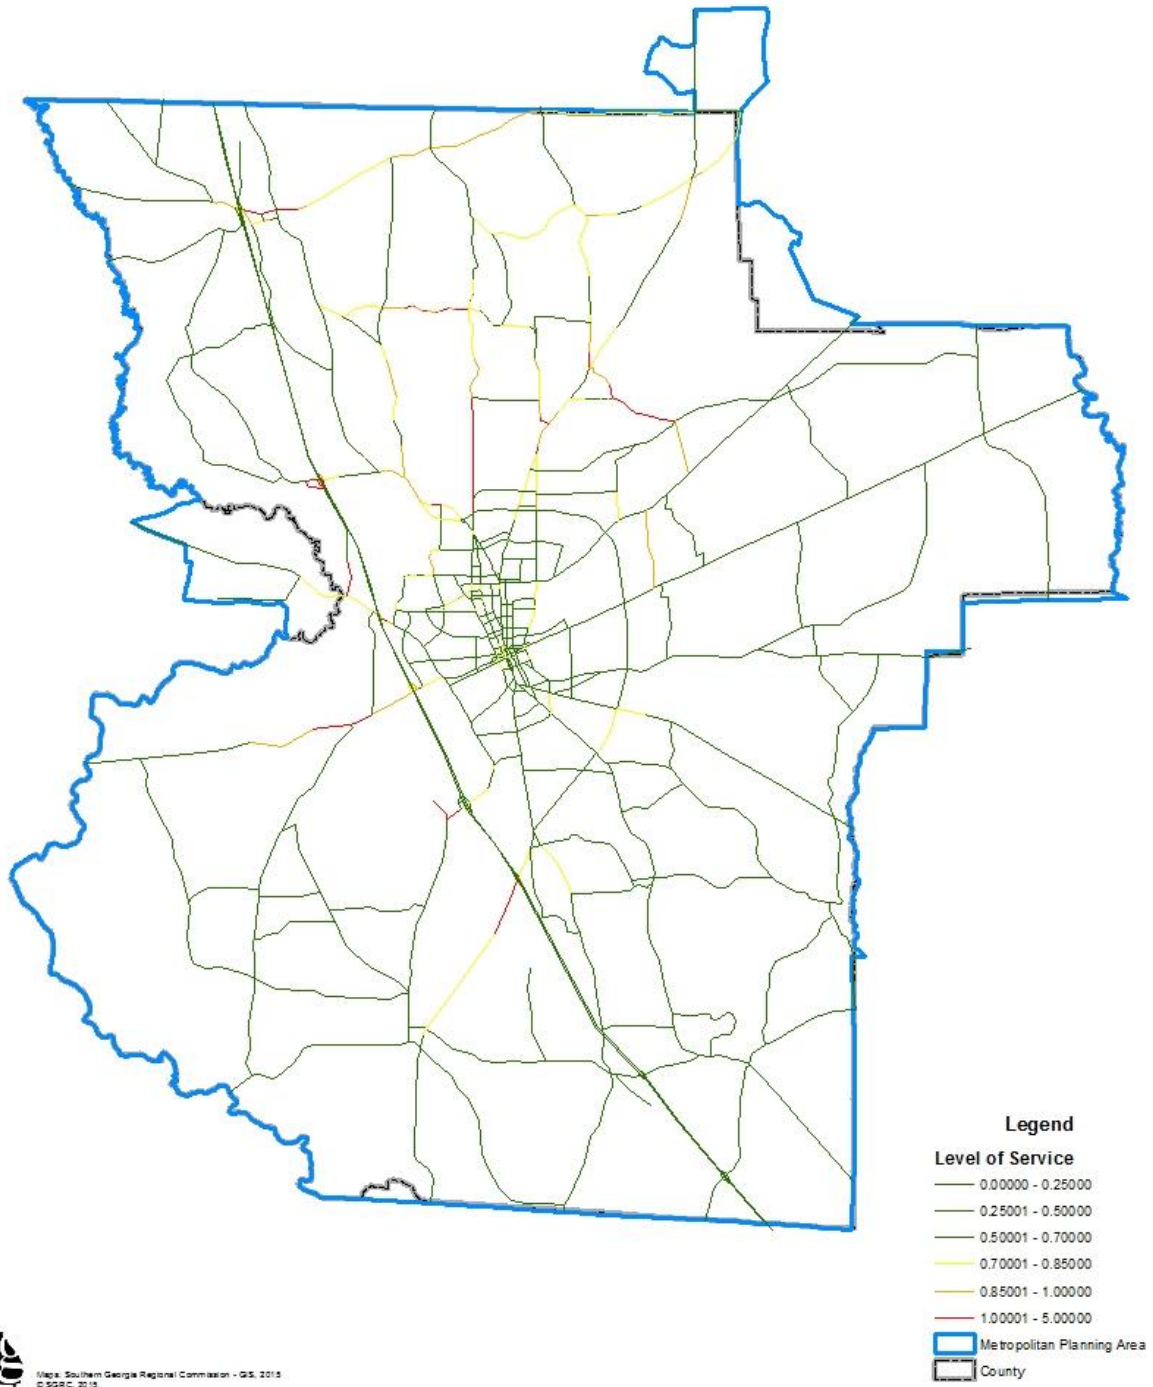 Legend
Level of Service
0.00000 - 0.25000
0.25001 - 0.50000
0.50001 - 0.70000
0.70001 - 0.85000
0.85001 - 1.00000
1.00001 - 5.00000
Metropolitan Planning Area
County
Maps: Southern Georgia Regional Commission - GIS, 2015
© SGRC, 2015